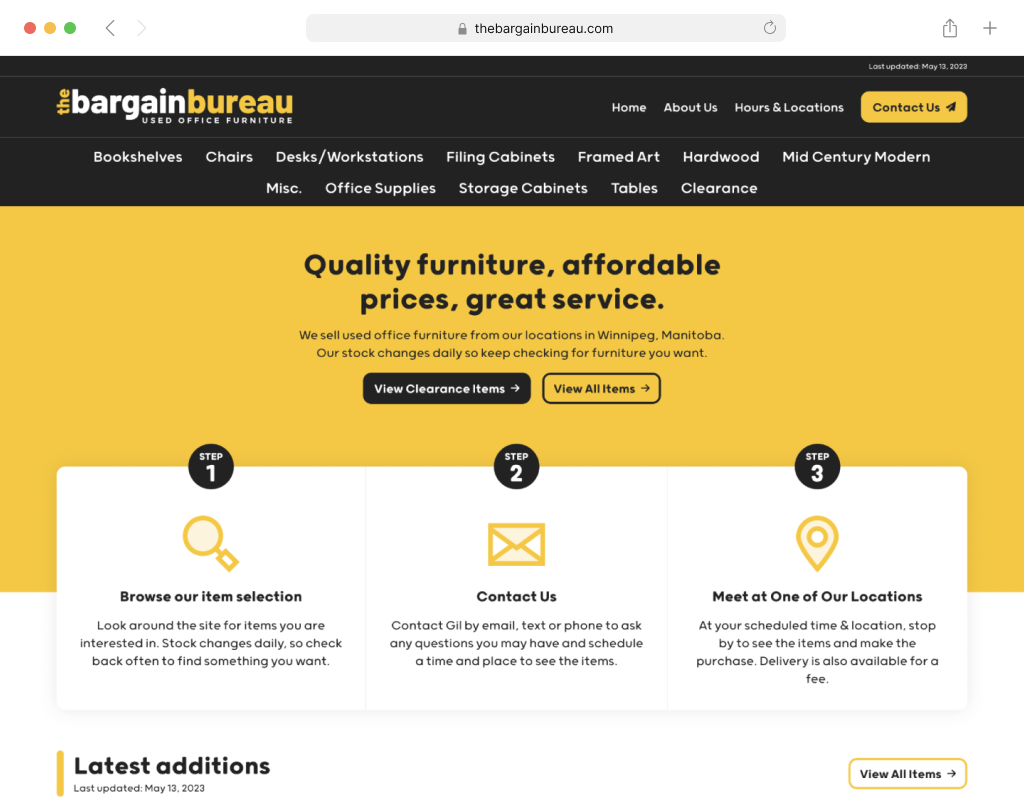 thebargainbureau.com
Last updated: May 13, 2023
the bargainbureau
USED OFFICE FURNITURE
Home About Us Hours & Locations Contact Us
Bookshelves Chairs Desks/Workstations Filing Cabinets Framed Art Hardwood Mid Century Modern
Misc. Office Supplies Storage Cabinets Tables Clearance
Quality furniture, affordable
prices, great service.
We sell used office furniture from our locations in Winnipeg, Manitoba.
Our stock changes daily so keep checking for furniture you want.
View Clearance Items → View All Items →
STEP
1
Browse our item selection
Look around the site for items you are
interested in. Stock changes daily, so check
back often to find something you want.
STEP
2
Contact Us
Contact Gil by email, text or phone to ask
any questions you may have and schedule
a time and place to see the items.
STEP
3
Meet at One of Our Locations
At your scheduled time & location, stop
by to see the items and make the
purchase. Delivery is also available for a
fee.
Latest additions
Last updated: May 13, 2023
View All Items →